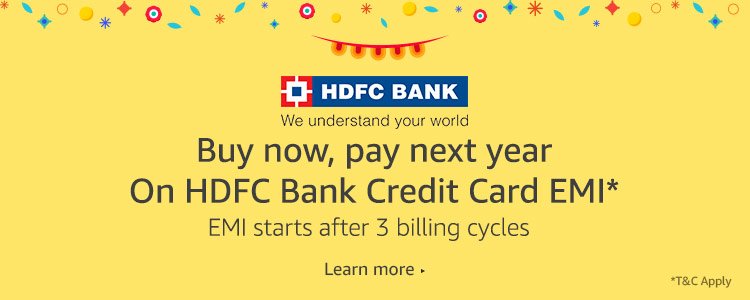 HDFC BANK
We understand your world
Buy now, pay next year
On HDFC Bank Credit Card EMI*
EMI starts after 3 billing cycles
Learn more ▸
*T&C Apply